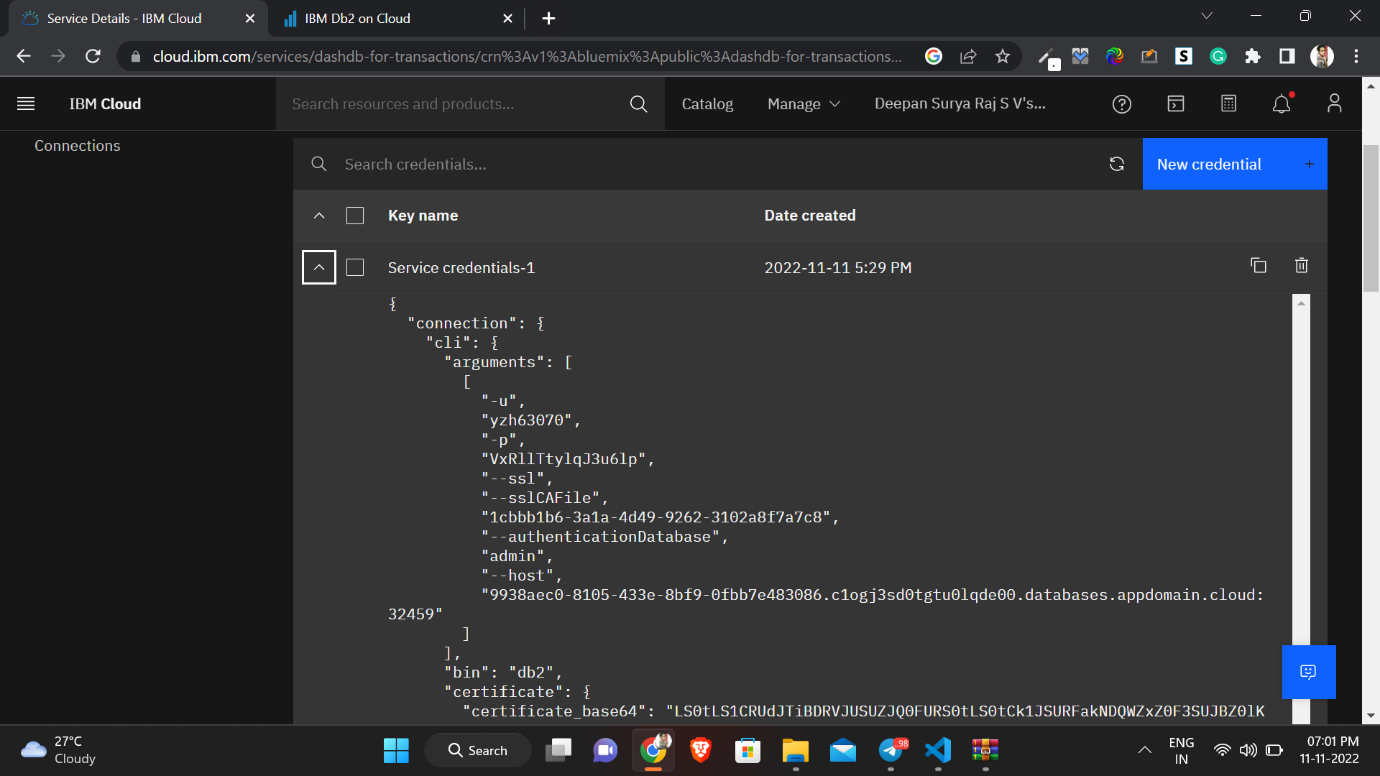 Service Details - IBM Cloud
IBM Db2 on Cloud
cloud.ibm.com/services/dashdb-for-transactions/crn%3Av1%3Abluemix%3Apublic%3Adashdb-for-transactions...
IBM Cloud
Search resources and products...
Catalog
Manage
Deepan Surya Raj S V's...
Connections
Search credentials...
New credential +
Key name
Date created
Service credentials-1
2022-11-11 5:29 PM
{
"connection": {
"cli": {
"arguments": [
[
"-u",
"yzh63070",
"-p",
"VxRllTtylqJ3u6lp",
"--ssl",
"--sslCAFile",
"1cbbb1b6-3a1a-4d49-9262-3102a8f7a7c8",
"--authenticationDatabase",
"admin",
"--host",
"9938aec0-8105-433e-8bf9-0fbb7e483086.c1ogj3sd0tgtu0lqde00.databases.appdomain.cloud:
32459"
]
],
"bin": "db2",
"certificate": {
"certificate_base64": "LS0tLS1CRUdJTiBDRVJUSUZJQ0FURS0tLS0tCk1JSURFakNDQWZxZ0F3SUJBZ0lK
27°C
Cloudy
Search
98
ENG
IN
07:01 PM
11-11-2022